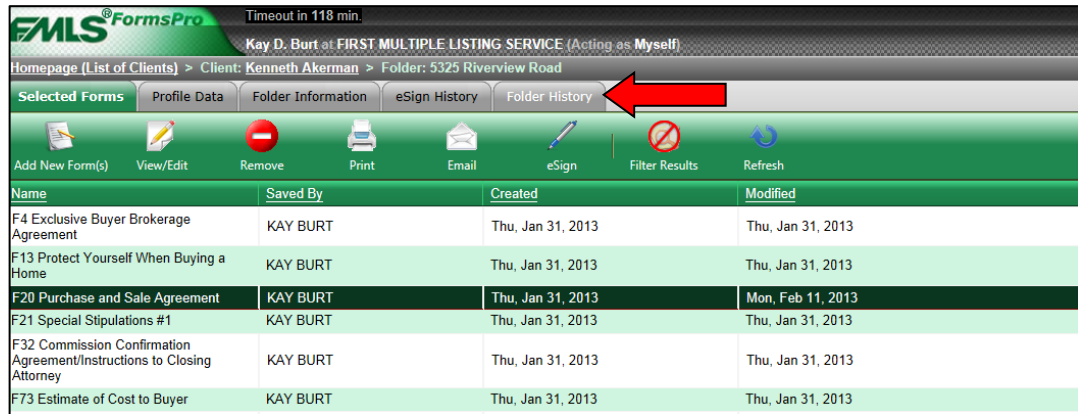 FMLS® FormsPro
Timeout in 118 min.
Kay D. Burt at FIRST MULTIPLE LISTING SERVICE (Acting as Myself)
Homepage (List of Clients) > Client: Kenneth Akerman > Folder: 5325 Riverview Road
Selected Forms Profile Data Folder Information eSign History Folder History
Add New Form(s) View/Edit Remove Print Email eSign Filter Results Refresh
Name Saved By Created Modified
F4 Exclusive Buyer Brokerage
Agreement KAY BURT Thu, Jan 31, 2013 Thu, Jan 31, 2013
F13 Protect Yourself When Buying a
Home KAY BURT Thu, Jan 31, 2013 Thu, Jan 31, 2013
F20 Purchase and Sale Agreement KAY BURT Thu, Jan 31, 2013 Mon, Feb 11, 2013
F21 Special Stipulations #1 KAY BURT Thu, Jan 31, 2013 Thu, Jan 31, 2013
F32 Commission Confirmation
Agreement/Instructions to Closing
Attorney KAY BURT Thu, Jan 31, 2013 Thu, Jan 31, 2013
F73 Estimate of Cost to Buyer KAY BURT Thu, Jan 31, 2013 Thu, Jan 31, 2013